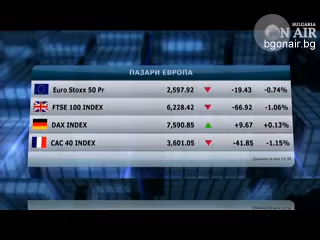 BULGARIA
ON AIR
bgonair.bg
ПАЗАРИ ЕВРОПА
Euro Stoxx 50 Pr 2,597.92 -19.43 -0.74%
FTSE 100 INDEX 6,228.42 -66.92 -1.06%
DAX INDEX 7,590.85 +9.67 +0.13%
CAC 40 INDEX 3,601.05 -41.85 -1.15%